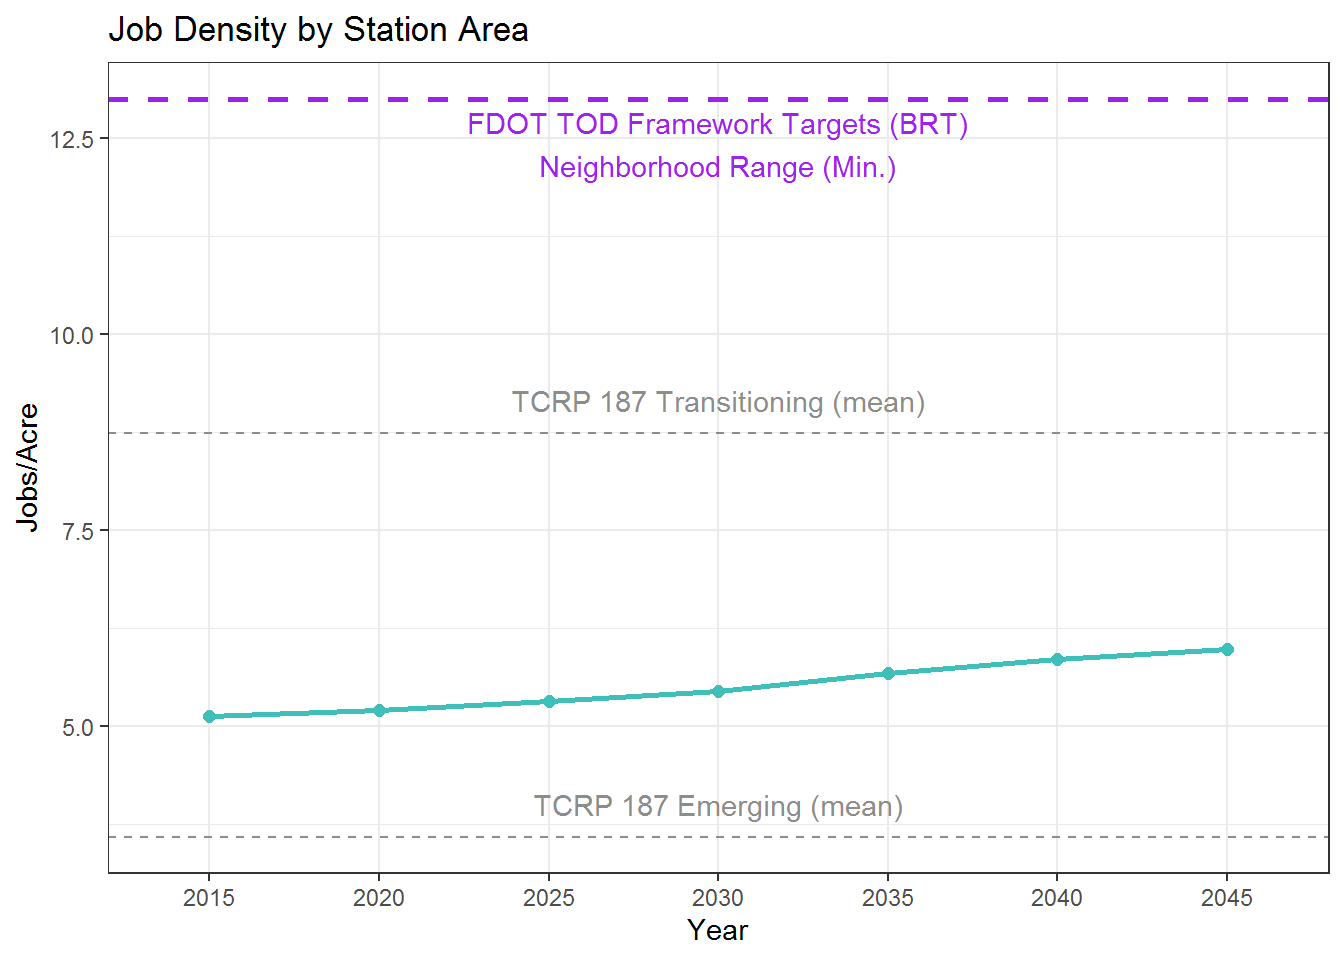 Job Density by Station Area
FDOT TOD Framework Targets (BRT)
Neighborhood Range (Min.)
TCRP 187 Transitioning (mean)
TCRP 187 Emerging (mean)
Jobs/Acre
12.5
10.0
7.5
5.0
2015 2020 2025 2030 2035 2040 2045
Year